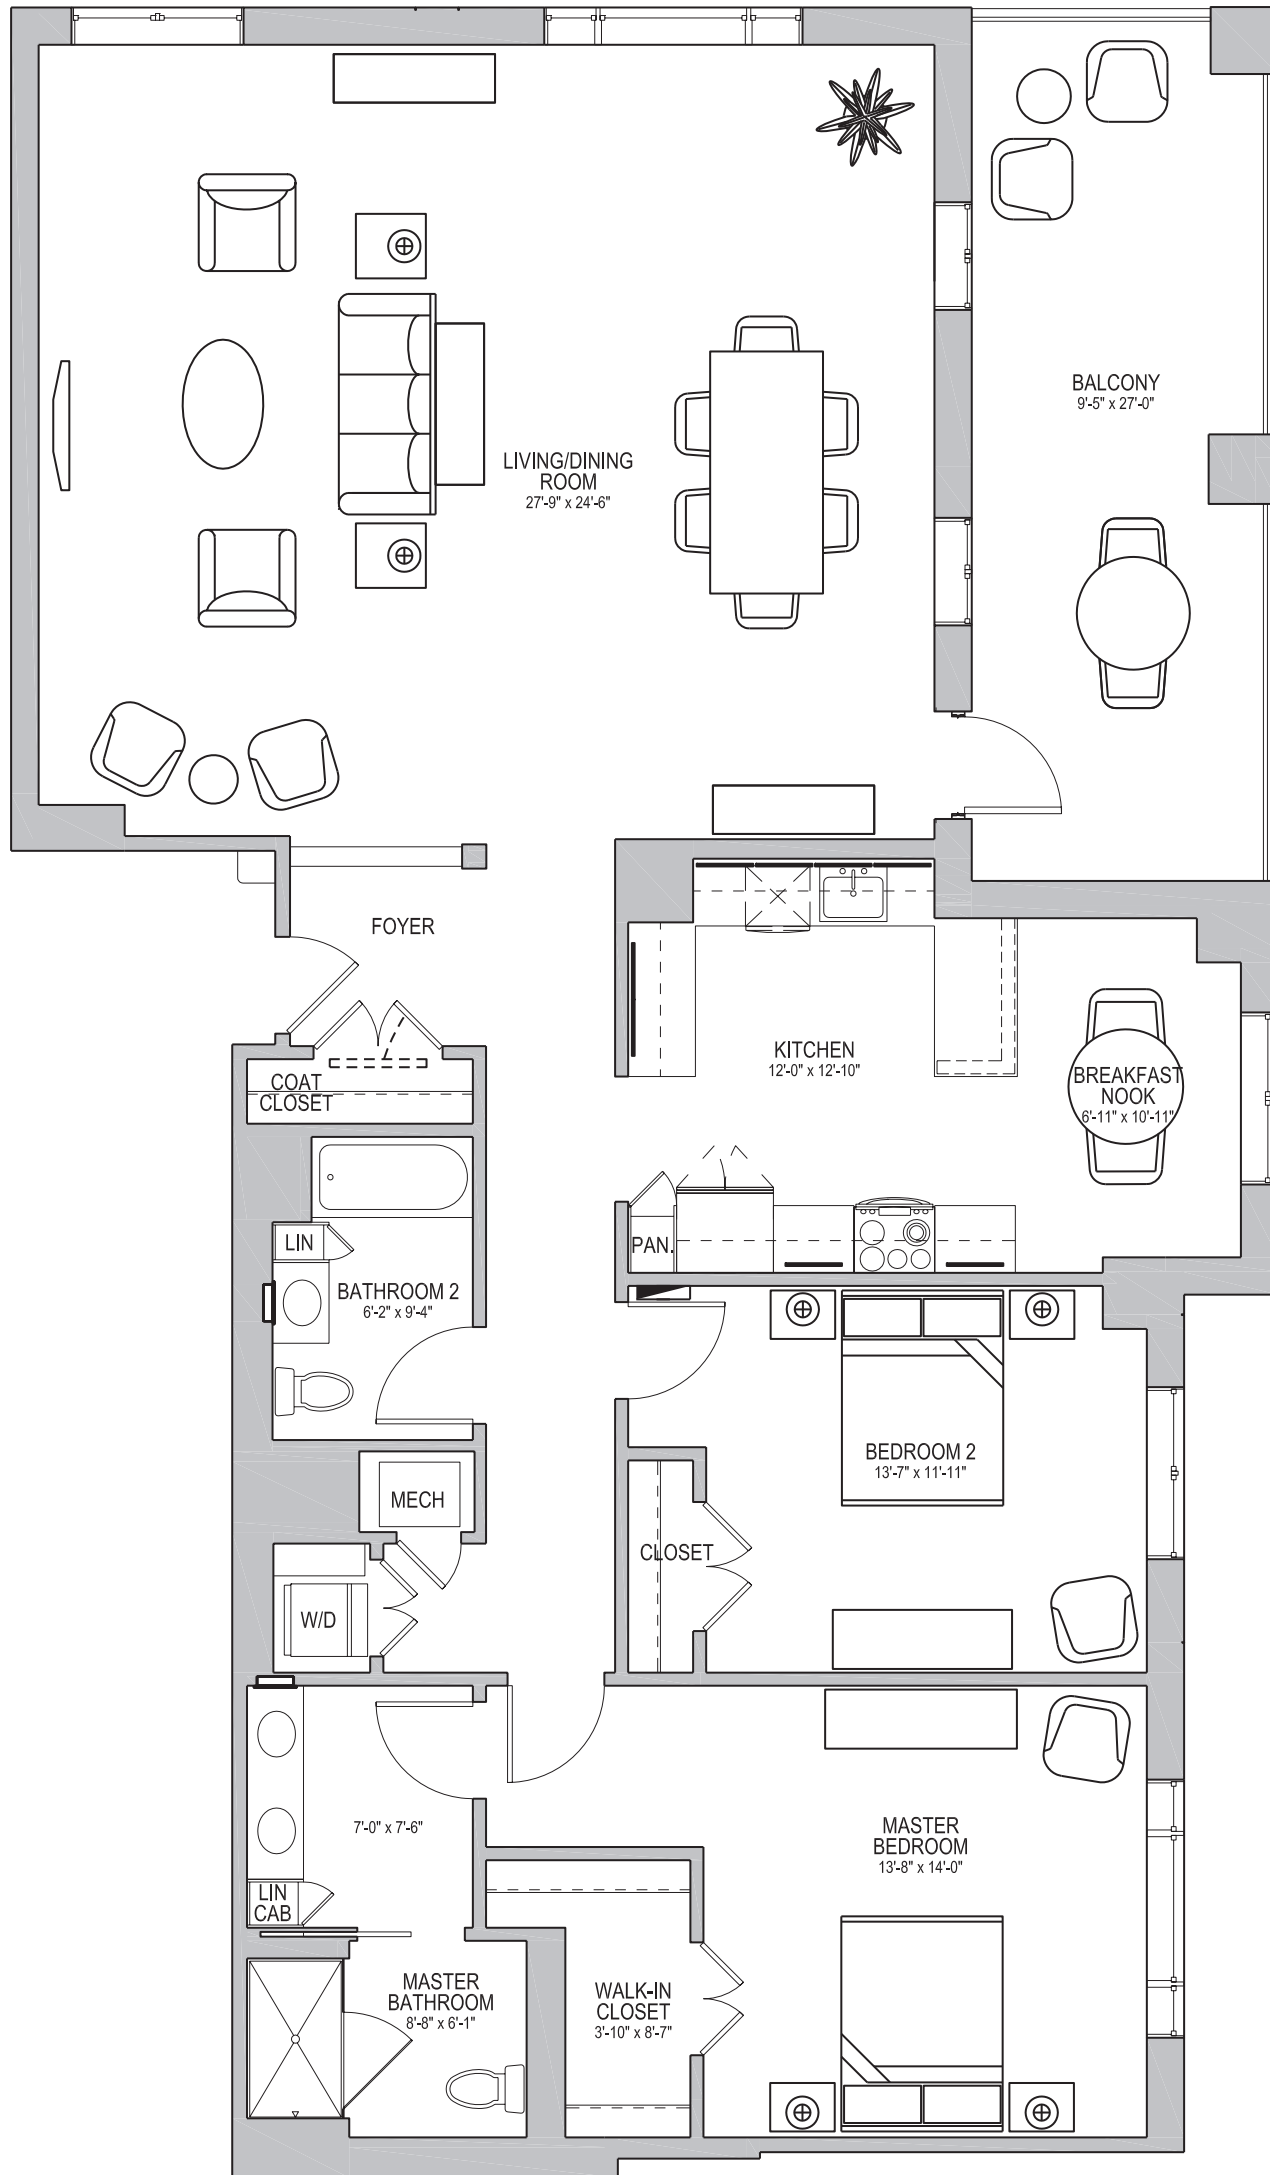 BALCONY
9'-5" x 27'-0"
LIVING/DINING
ROOM
27'-9" x 24'-6"
FOYER
KITCHEN
12'-0" x 12'-10"
BREAKFAST
NOOK
6'-11" x 10'-11"
COAT
CLOSET
LIN
PAN.
BATHROOM 2
6'-2" x 9'-4"
BEDROOM 2
13'-7" x 11'-11"
MECH
CLOSET
W/D
7'-0" x 7'-6"
MASTER
BEDROOM
13'-8" x 14'-0"
LIN
CAB
MASTER
BATHROOM
8'-8" x 6'-1"
WALK-IN
CLOSET
3'-10" x 8'-7"